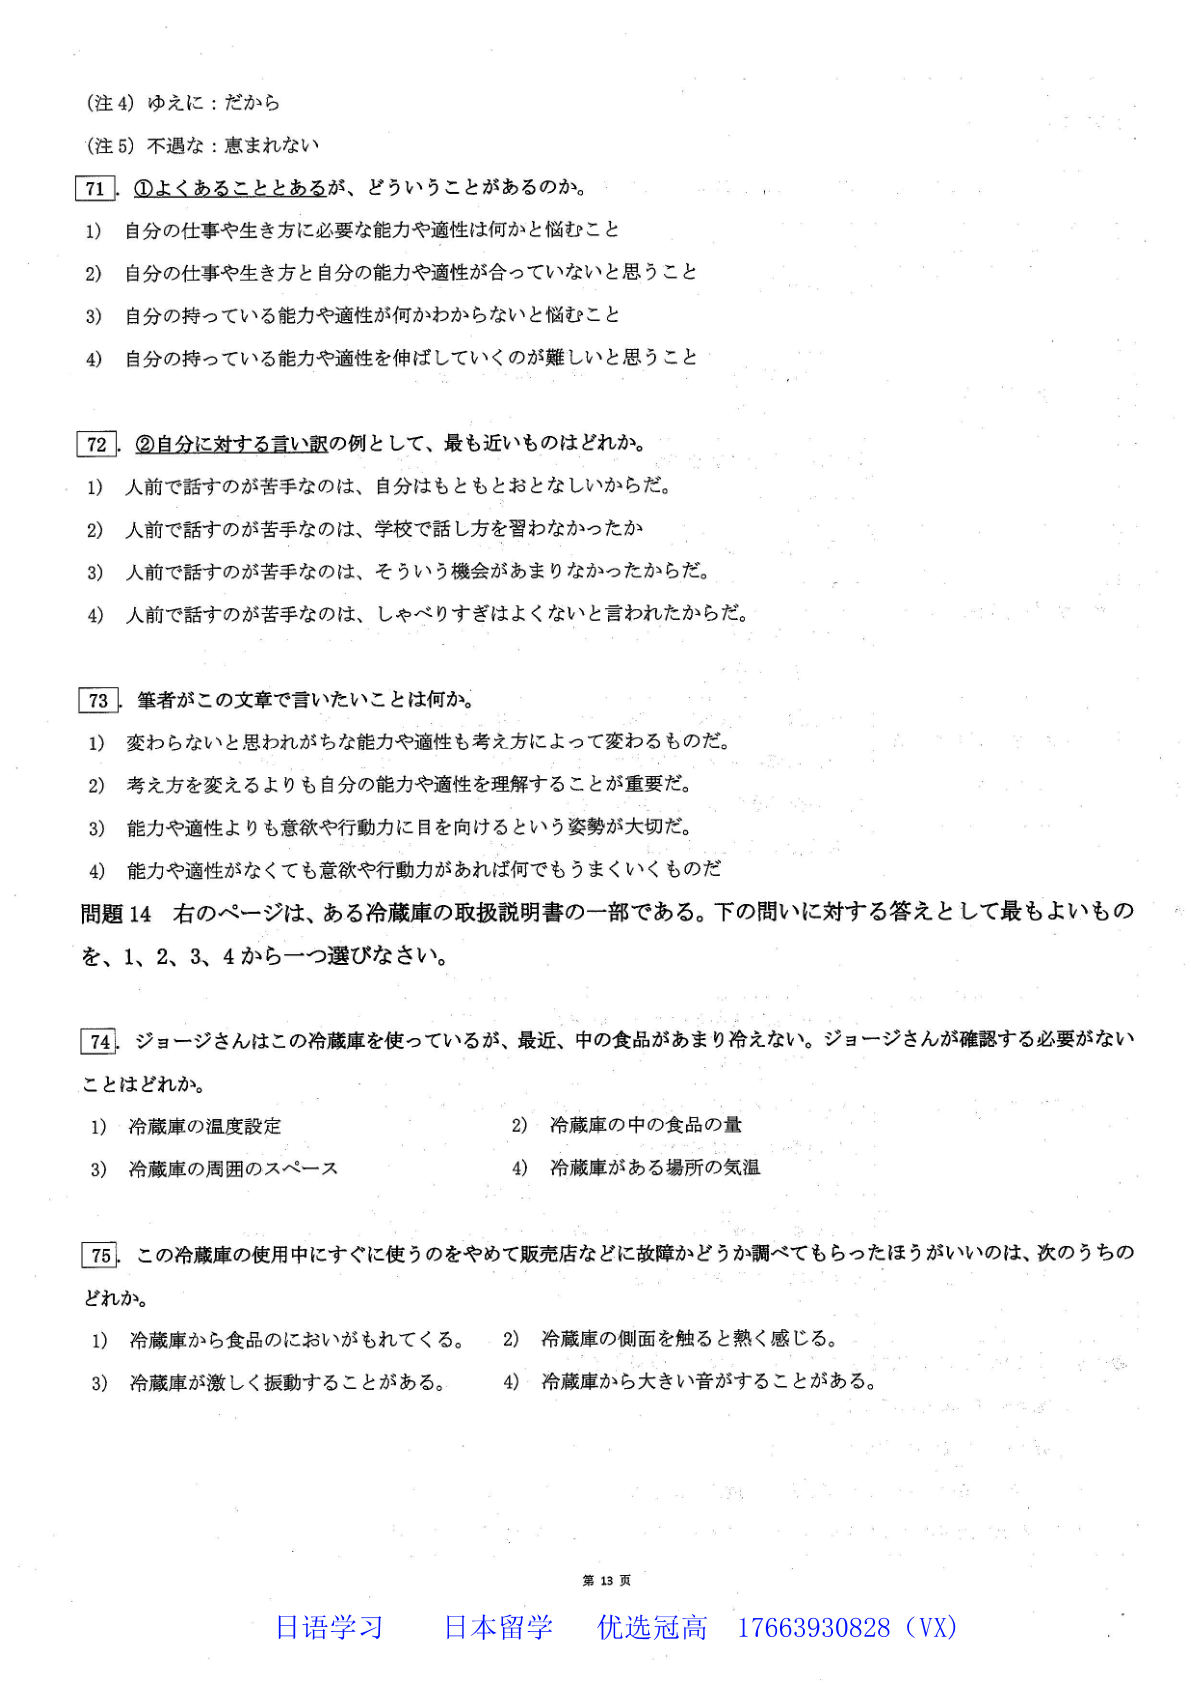 （注 4）ゆえに：だから
（注 5）不遇な：恵まれない
71．①よくあることとあるが、どういうことがあるのか。
1) 自分の仕事や生き方に必要な能力や適性は何かと悩むこと
2) 自分の仕事や生き方と自分の能力や適性が合っていないと思うこと
3) 自分の持っている能力や適性が何かわからないと悩むこと
4) 自分の持っている能力や適性を伸ばしていくのが難しいと思うこと
72．②自分に対する言い訳の例として、最も近いものはどれか。
1) 人前で話すのが苦手なのは、自分はもともとおとなしいからだ。
2) 人前で話すのが苦手なのは、学校で話し方を習わなかったか
3) 人前で話すのが苦手なのは、そういう機会があまりなかったからだ。
4) 人前で話すのが苦手なのは、しゃべりすぎはよくないと言われたからだ。
73．筆者がこの文章で言いたいことは何か。
1) 変わらないと思われがちな能力や適性も考え方によって変わるものだ。
2) 考え方を変えるよりも自分の能力や適性を理解することが重要だ。
3) 能力や適性よりも意欲や行動力に目を向けるという姿勢が大切だ。
4) 能力や適性がなくても意欲や行動力があれば何でもうまくいくものだ
問題 14　右のページは、ある冷蔵庫の取扱説明書の一部である。下の問いに対する答えとして最もよいもの
を、1、2、3、4 から一つ選びなさい。
74．ジョージさんはこの冷蔵庫を使っているが、最近、中の食品があまり冷えない。ジョージさんが確認する必要がない
ことはどれか。
1) 冷蔵庫の温度設定　2) 冷蔵庫の中の食品の量
3) 冷蔵庫の周囲のスペース　4) 冷蔵庫がある場所の気温
75．この冷蔵庫の使用中にすぐに使うのをやめて販売店などに故障かどうか調べてもらったほうがいいのは、次のうちの
どれか。
1) 冷蔵庫から食品のにおいがもれてくる。　2) 冷蔵庫の側面を触ると熱く感じる。
3) 冷蔵庫が激しく振動することがある。　4) 冷蔵庫から大きい音がすることがある。
第 13 页
日语学习　日本留学　优选冠高　17663930828（VX）